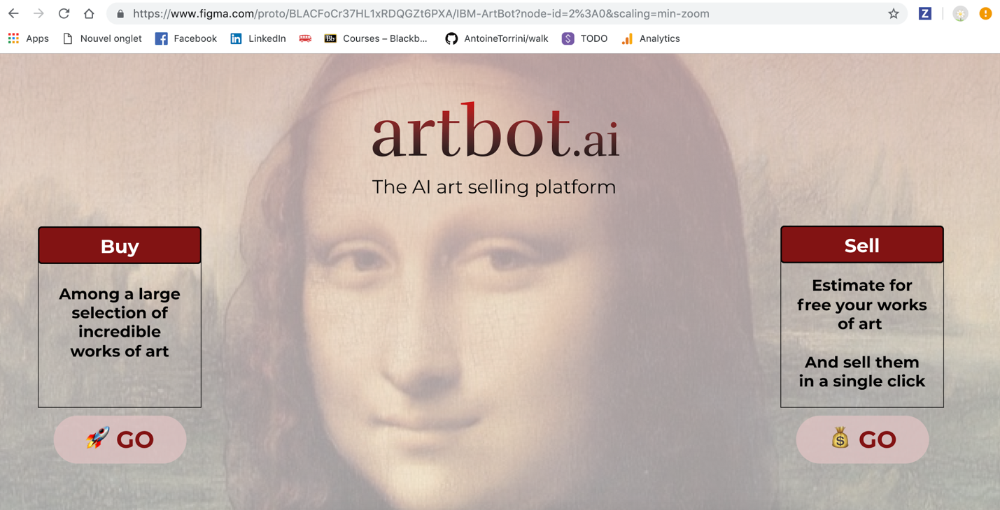 https://www.figma.com/proto/BLACFoCr37HL1xRDQGZt6PXA/IBM-ArtBot?node-id=2%3A0&scaling=min-zoom
Z
Apps Nouvel onglet Facebook LinkedIn Bb Courses – Blackb... AntoineTorrini/walk TODO Analytics
artbot.ai
The AI art selling platform
Buy
Among a large
selection of
incredible
works of art
GO
Sell
Estimate for
free your works
of art
And sell them
in a single click
GO